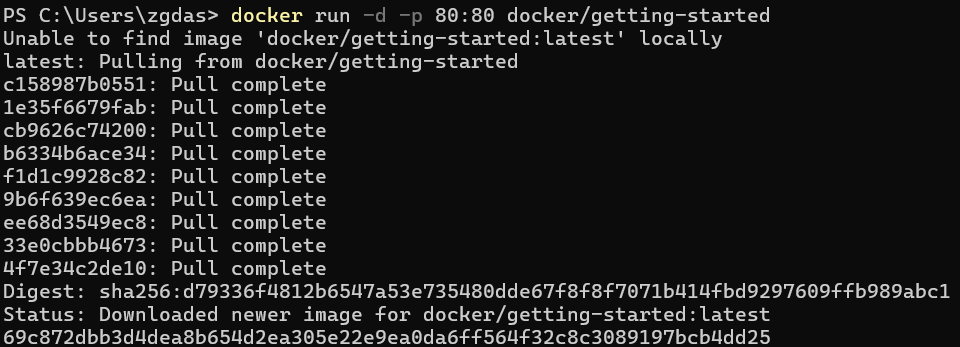 PS C:\Users\zgdas> docker run -d -p 80:80 docker/getting-started
Unable to find image 'docker/getting-started:latest' locally
latest: Pulling from docker/getting-started
c158987b0551: Pull complete
1e35f6679fab: Pull complete
cb9626c74200: Pull complete
b6334b6ace34: Pull complete
f1d1c9928c82: Pull complete
9b6f639ec6ea: Pull complete
ee68d3549ec8: Pull complete
33e0cbbb4673: Pull complete
4f7e34c2de10: Pull complete
Digest: sha256:d79336f4812b6547a53e735480dde67f8f8f7071b414fbd9297609ffb989abc1
Status: Downloaded newer image for docker/getting-started:latest
69c872dbb3d4dea8b654d2ea305e22e9ea0da6ff564f32c8c3089197bcb4dd25